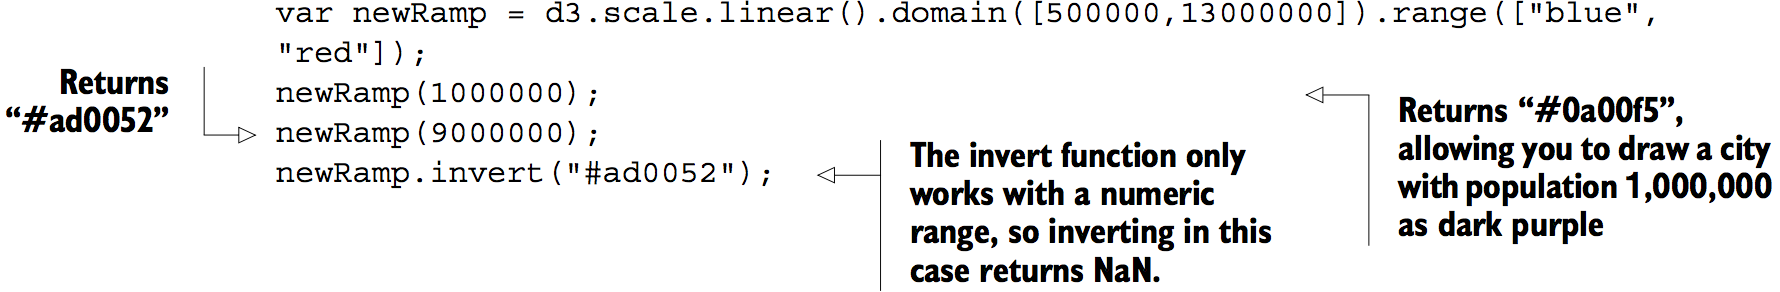 var newRamp = d3.scale.linear().domain([500000,13000000]).range(["blue",
"red"]);
newRamp(1000000);
newRamp(9000000);
newRamp.invert("#ad0052");
Returns
“#ad0052”
The invert function only
works with a numeric
range, so inverting in this
case returns NaN.
Returns “#0a00f5”,
allowing you to draw a city
with population 1,000,000
as dark purple